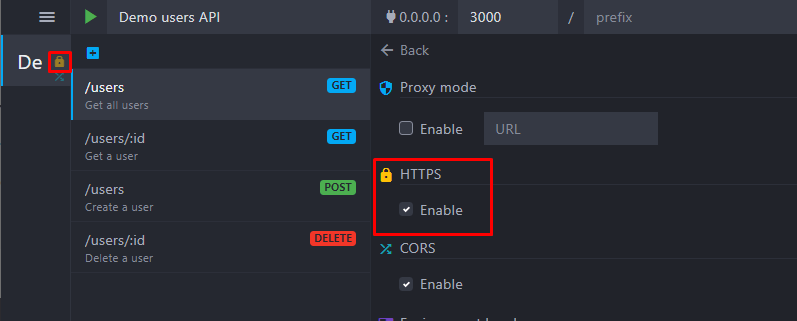 Demo users API
0.0.0.0 :
3000
/
prefix
De
Back
/users
GET
Get all users
/users/:id
GET
Get a user
/users
POST
Create a user
/users/:id
DELETE
Delete a user
Proxy mode
Enable
URL
HTTPS
Enable
CORS
Enable